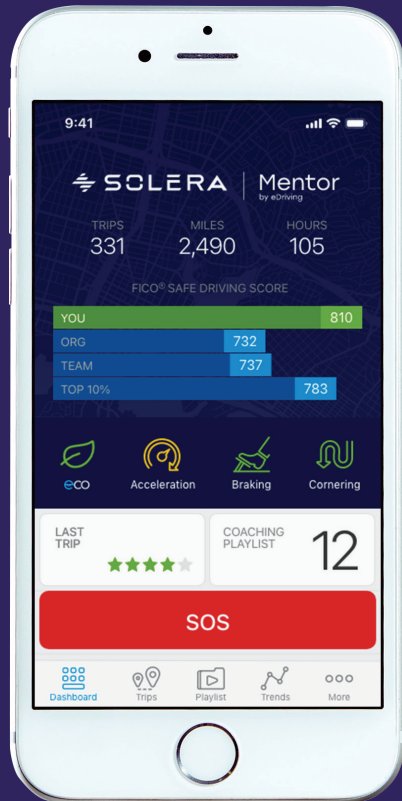 9:41
SOLERA | Mentor
by eDriving
TRIPS MILES HOURS
331 2,490 105
FICO® SAFE DRIVING SCORE
YOU 810
ORG 732
TEAM 737
TOP 10% 783
eco Acceleration Braking Cornering
LAST
TRIP
COACHING
PLAYLIST
12
SOS
Dashboard Trips Playlist Trends More